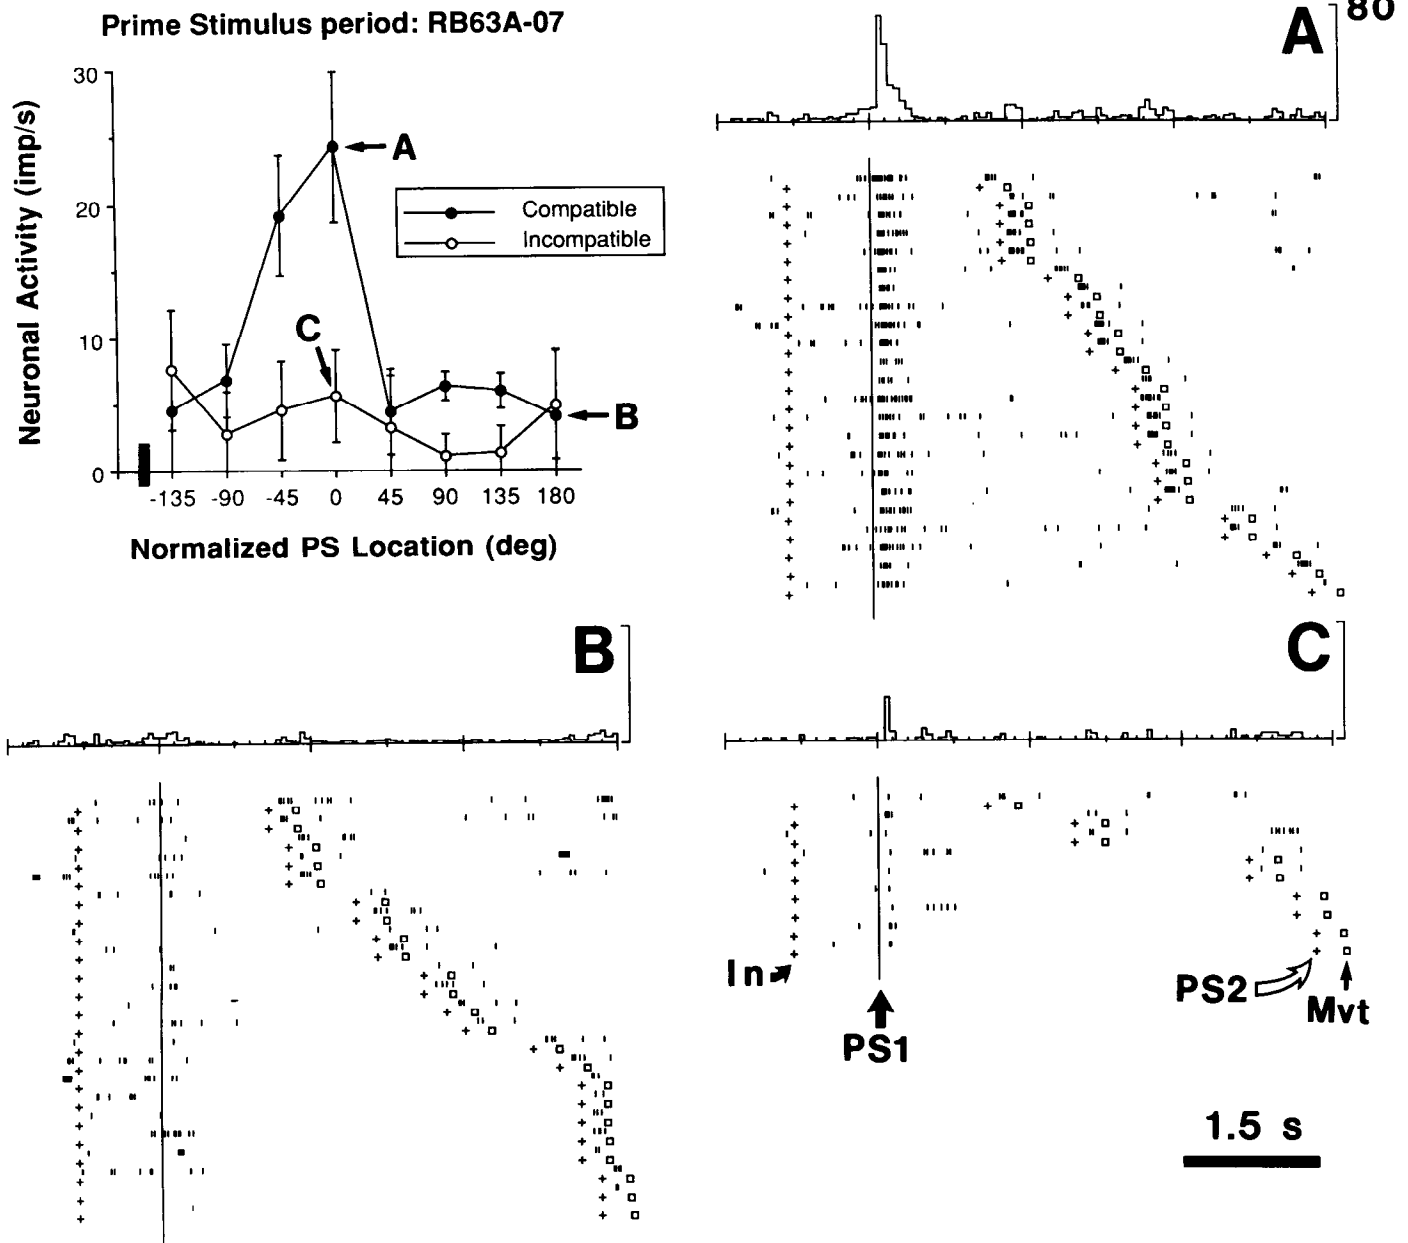 Prime Stimulus period: RB63A-07
Neuronal Activity (imp/s)
30
20
10
0
A
C
B
Compatible
Incompatible
-135 -90 -45 0 45 90 135 180
Normalized PS Location (deg)
A
80
B
C
In
PS1
PS2
Mvt
1.5 s